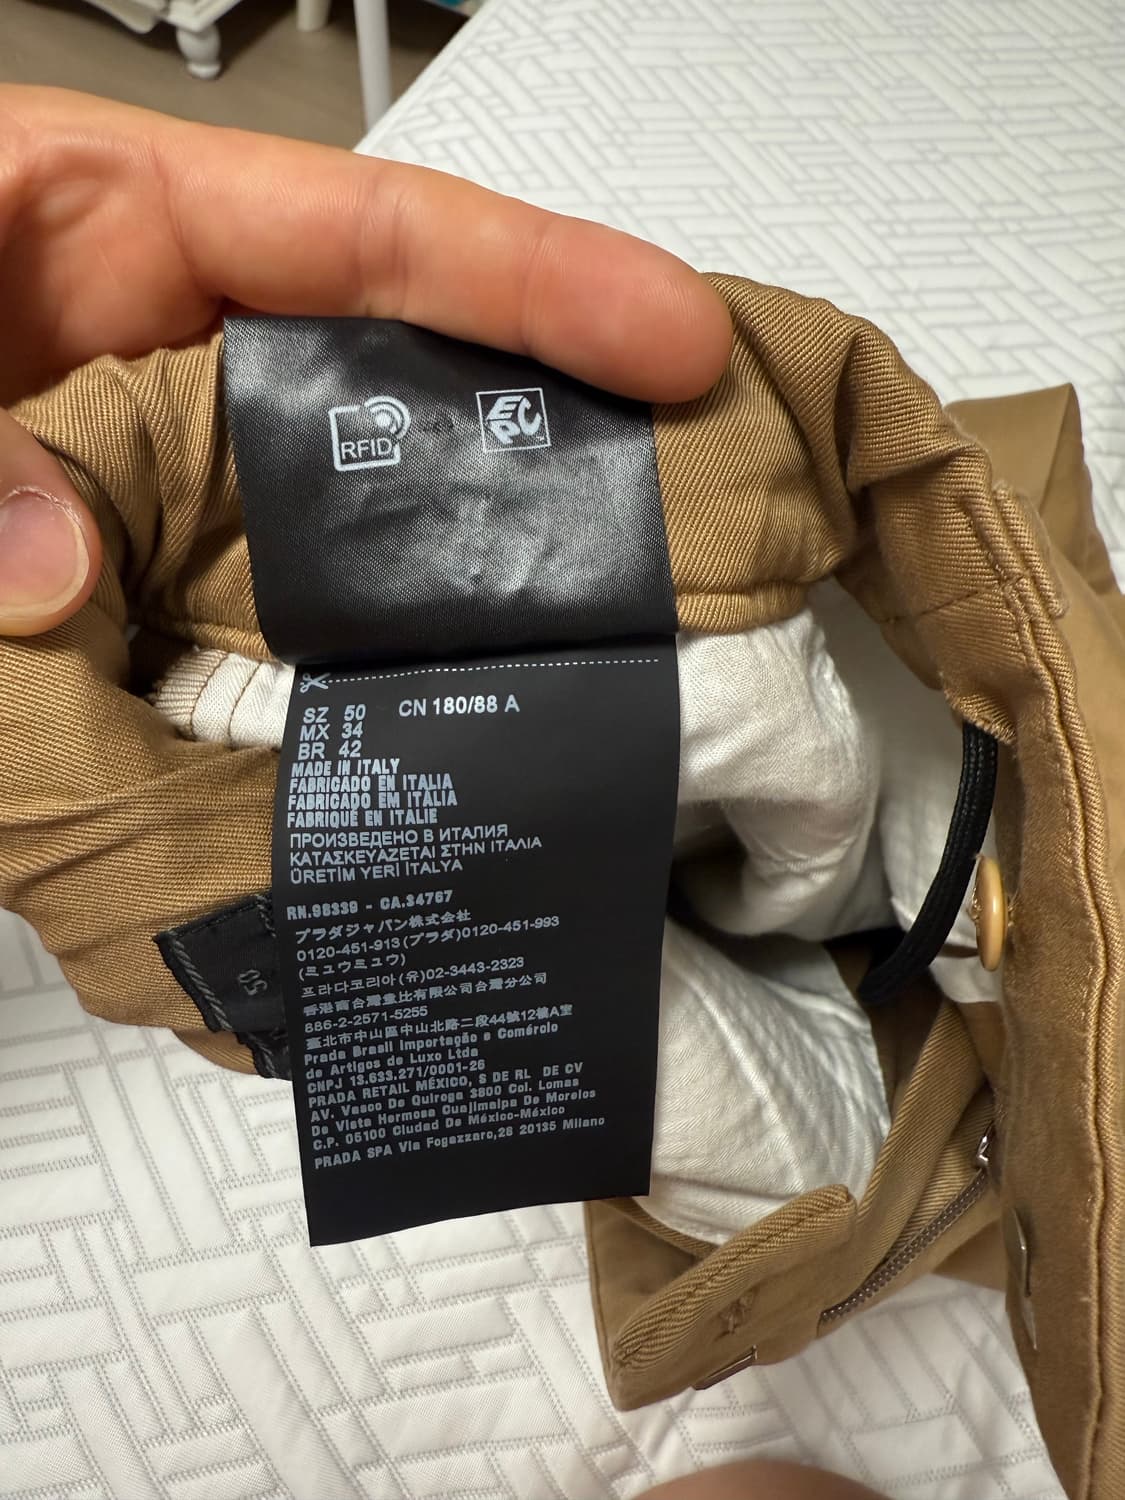 RFID
EPC
SZ 50 CN 180/88 A
MX 34
BR 42
MADE IN ITALY
FABRICADO EN ITALIA
FABRICADO EM ITALIA
FABRIQUÉ EN ITALIE
ПРОИЗВЕДЕНО В ИТАЛИЯ
ΚΑΤΑΣΚΕΥΑΖΕΤΑΙ ΣΤΗΝ ΙΤΑΛΙΑ
ÜRETİM YERİ İTALYA
RN.98339 - CA.34767
プラダジャパン株式会社
0120-451-913(プラダ)0120-451-993
(ミュウミュウ)
프라다코리아(유)02-3443-2323
香港商台灣普拉達有限公司台灣分公司
886-2-2571-5255
臺北市中山區中山北路二段44號12樓A室
Prada Brasil Importação e Comércio
de Artigos de Luxo Ltda
CNPJ 13.633.271/0001-26
PRADA RETAIL MÉXICO, S DE RL DE CV
AV. Vasco De Quiroga 3800 Col. Lomas
De Vista Hermosa Cuajimalpa De Morelos
C.P. 05100 Ciudad De México-México
PRADA SPA Via Fogazzaro,28 20135 Milano
50